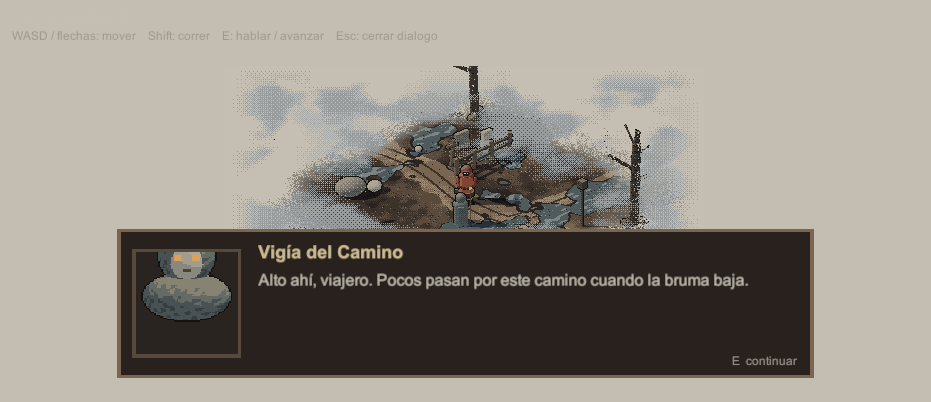 WASD / flechas: mover    Shift: correr    E: hablar / avanzar    Esc: cerrar dialogo
Vigía del Camino
Alto ahí, viajero. Pocos pasan por este camino cuando la bruma baja.
E  continuar